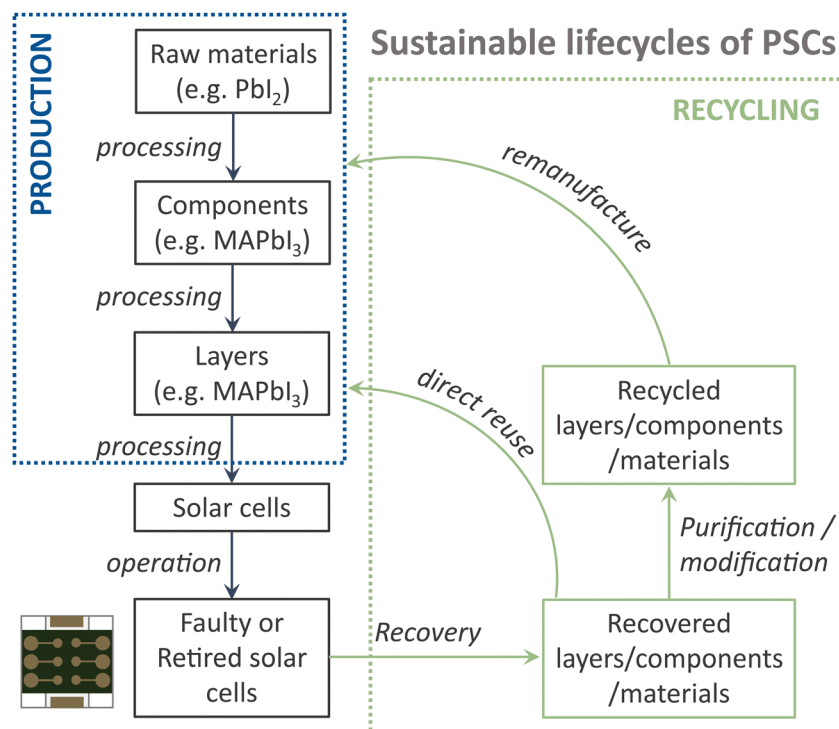 Sustainable lifecycles of PSCs
PRODUCTION
Raw materials
(e.g. PbI₂)
processing
Components
(e.g. MAPbI₃)
processing
Layers
(e.g. MAPbI₃)
processing
Solar cells
operation
Faulty or
Retired solar
cells
RECYCLING
remanufacture
direct reuse
Recycled
layers/components
/materials
Purification /
modification
Recovery
Recovered
layers/components
/materials